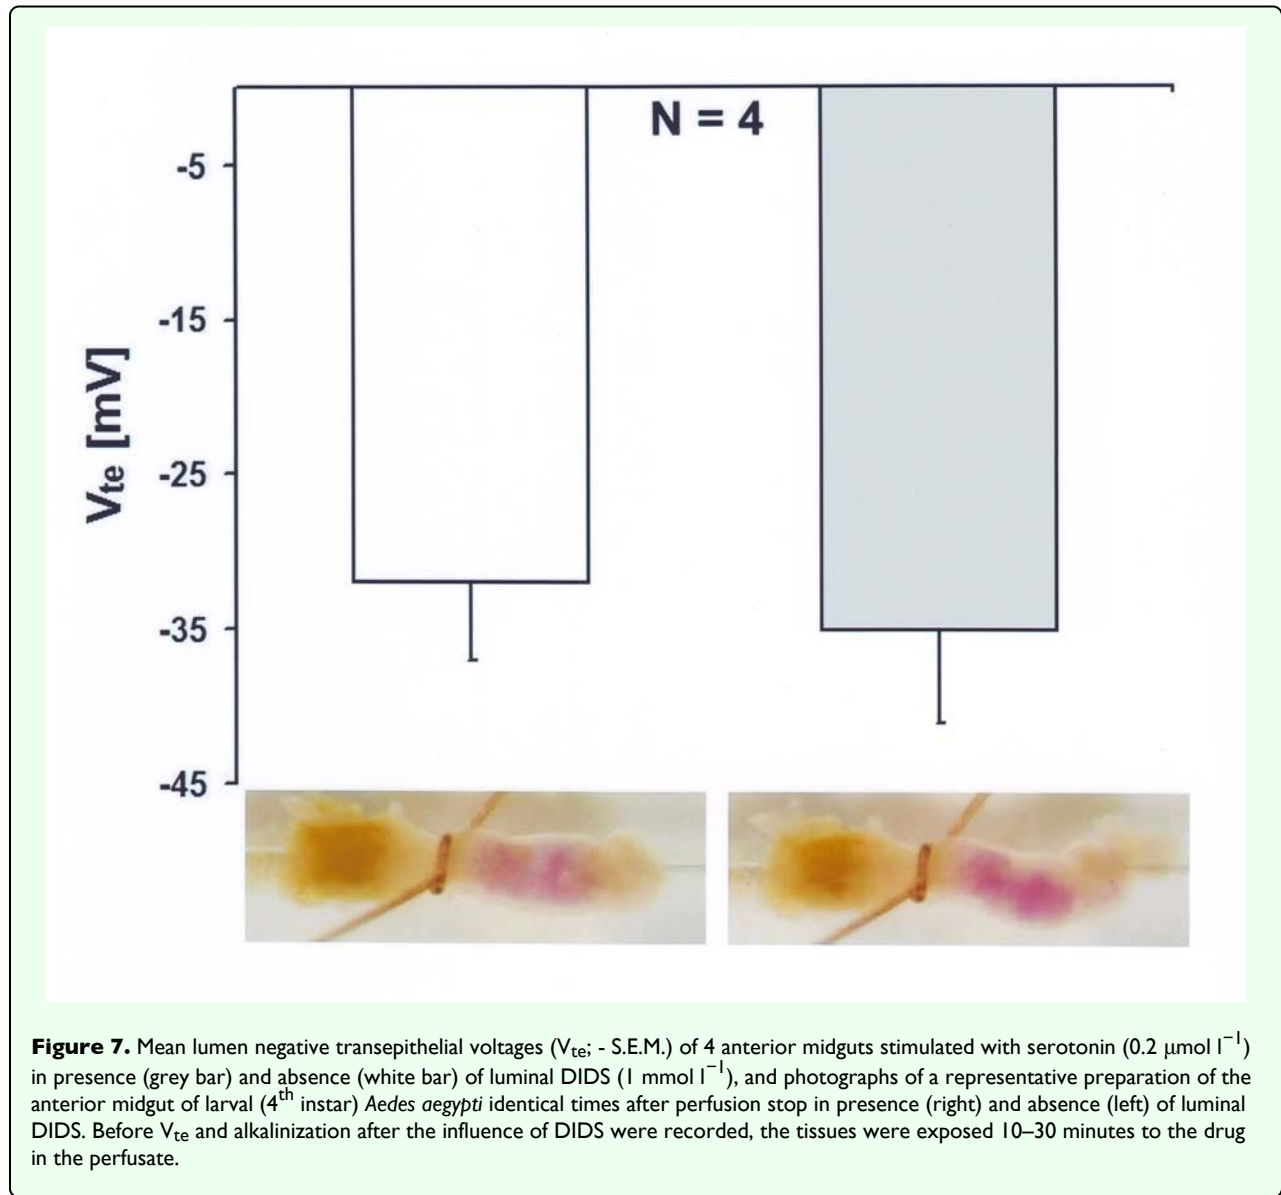 N = 4
-5
-15
-25
-35
-45
Vte [mV]
Figure 7. Mean lumen negative transepithelial voltages (Vte; - S.E.M.) of 4 anterior midguts stimulated with serotonin (0.2 μmol l−1)
in presence (grey bar) and absence (white bar) of luminal DIDS (1 mmol l−1), and photographs of a representative preparation of the
anterior midgut of larval (4th instar) Aedes aegypti identical times after perfusion stop in presence (right) and absence (left) of luminal
DIDS. Before Vte and alkalinization after the influence of DIDS were recorded, the tissues were exposed 10–30 minutes to the drug
in the perfusate.